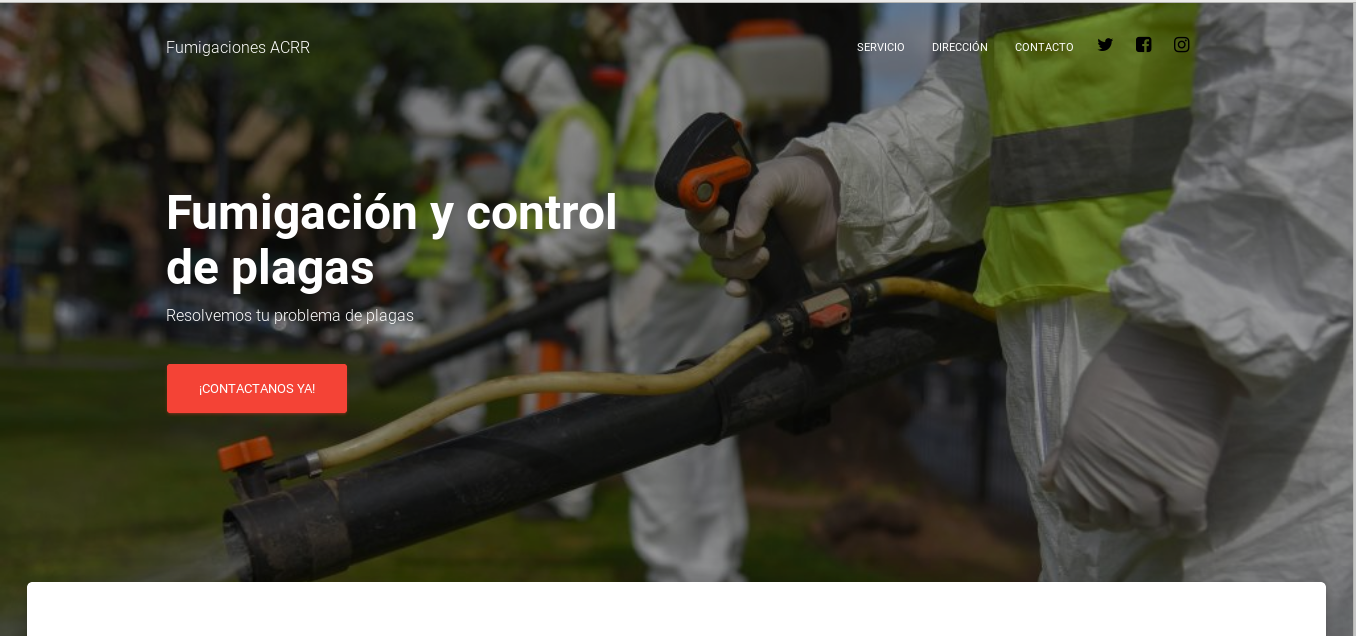 Fumigaciones ACRR
SERVICIO DIRECCIÓN CONTACTO
Fumigación y control
de plagas
Resolvemos tu problema de plagas
¡CONTACTANOS YA!